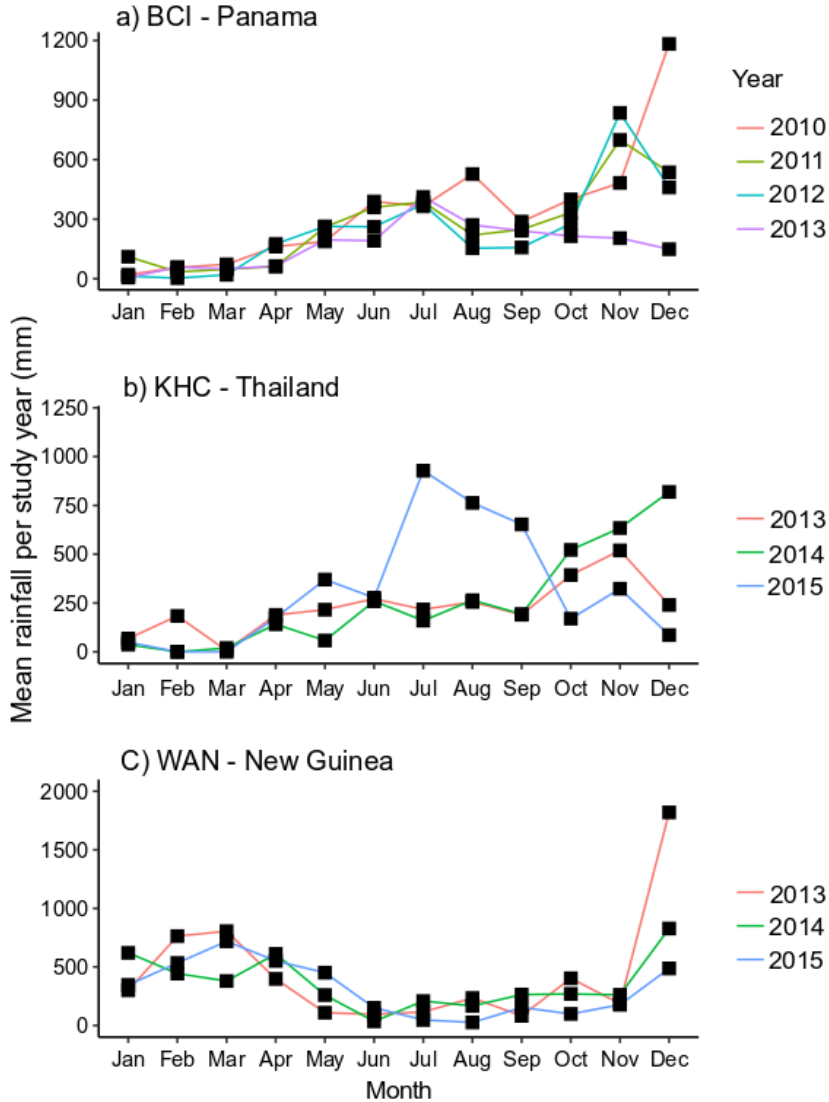 a) BCI - Panama
1200
900
600
300
0
Jan Feb Mar Apr May Jun Jul Aug Sep Oct Nov Dec
Year
2010
2011
2012
2013
Mean rainfall per study year (mm)
b) KHC - Thailand
1250
1000
750
500
250
0
Jan Feb Mar Apr May Jun Jul Aug Sep Oct Nov Dec
2013
2014
2015
C) WAN - New Guinea
2000
1500
1000
500
0
Jan Feb Mar Apr May Jun Jul Aug Sep Oct Nov Dec
Month
2013
2014
2015